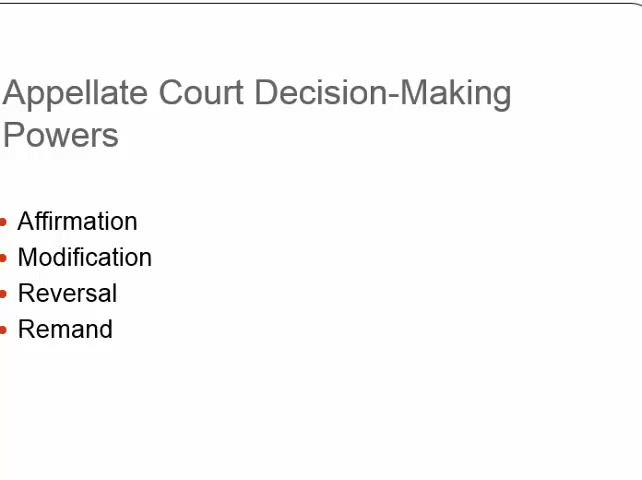 Appellate Court Decision-Making
Powers
• Affirmation
• Modification
• Reversal
• Remand